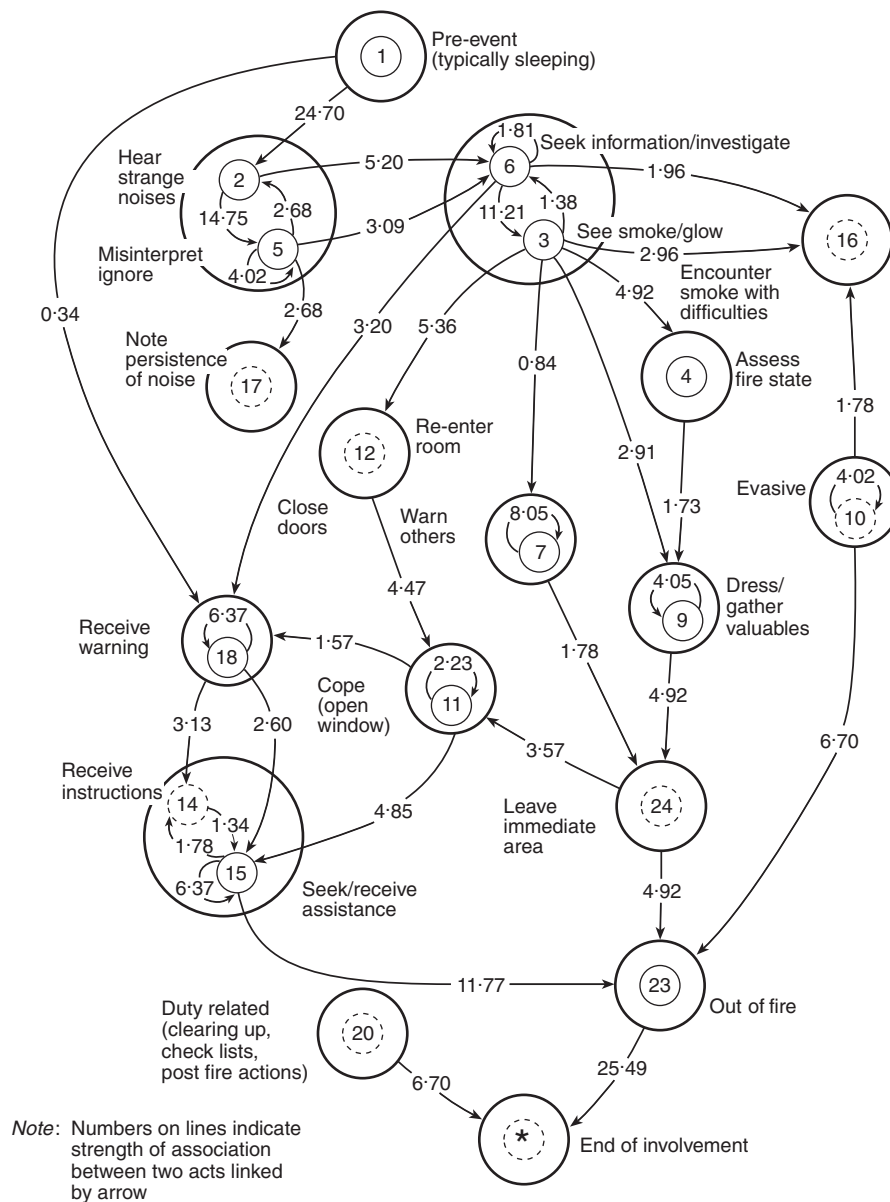 1
Pre-event
(typically sleeping)
24·70
1·81
Seek information/investigate
Hear
strange
noises
2
5·20
6
1·96
14·75
2·68
11·21
1·38
3·09
3
See smoke/glow
16
Misinterpret
ignore
5
4·02
2·96
Encounter
smoke with
difficulties
0·34
2·68
3·20
5·36
4·92
Note
persistence
of noise
17
0·84
4
Assess
fire state
1·78
12
Re-enter
room
2·91
4·02
Evasive
10
Close
doors
Warn
others
8·05
7
1·73
4·47
4·05
9
Dress/
gather
valuables
Receive
warning
6·37
18
1·57
1·78
2·23
11
Cope
(open
window)
4·92
3·13
2·60
3·57
6·70
Receive
instructions
14
1·34
1·78
4·85
Leave
immediate
area
24
15
6·37
Seek/receive
assistance
4·92
11·77
23
Out of fire
Duty related
(clearing up,
check lists,
post fire actions)
20
25·49
6·70
Note: Numbers on lines indicate
strength of association
between two acts linked
by arrow
*
End of involvement